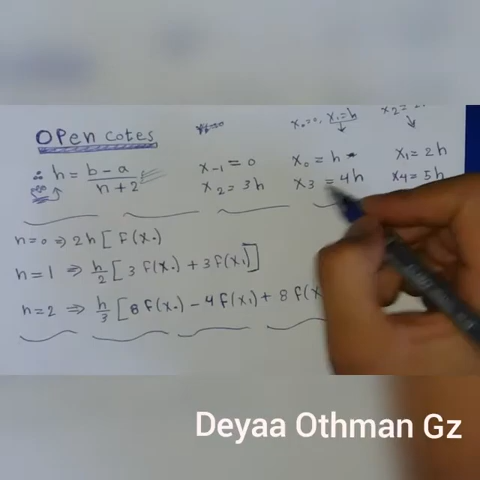 x₀=0, x₁=h x₂=2
OPen cotes
∴ h = b-a / n+2
x₋₁ = 0 x₀ = h x₁ = 2h
x₂ = 3h x₃ = 4h x₄ = 5h
n=0 ⇒ 2h [ f(x₀)
n=1 ⇒ h/2 [ 3 f(x₀) + 3 f(x₁) ]
n=2 ⇒ h/3 [ 8 f(x₀) - 4 f(x₁) + 8 f(x
Deyaa Othman Gz